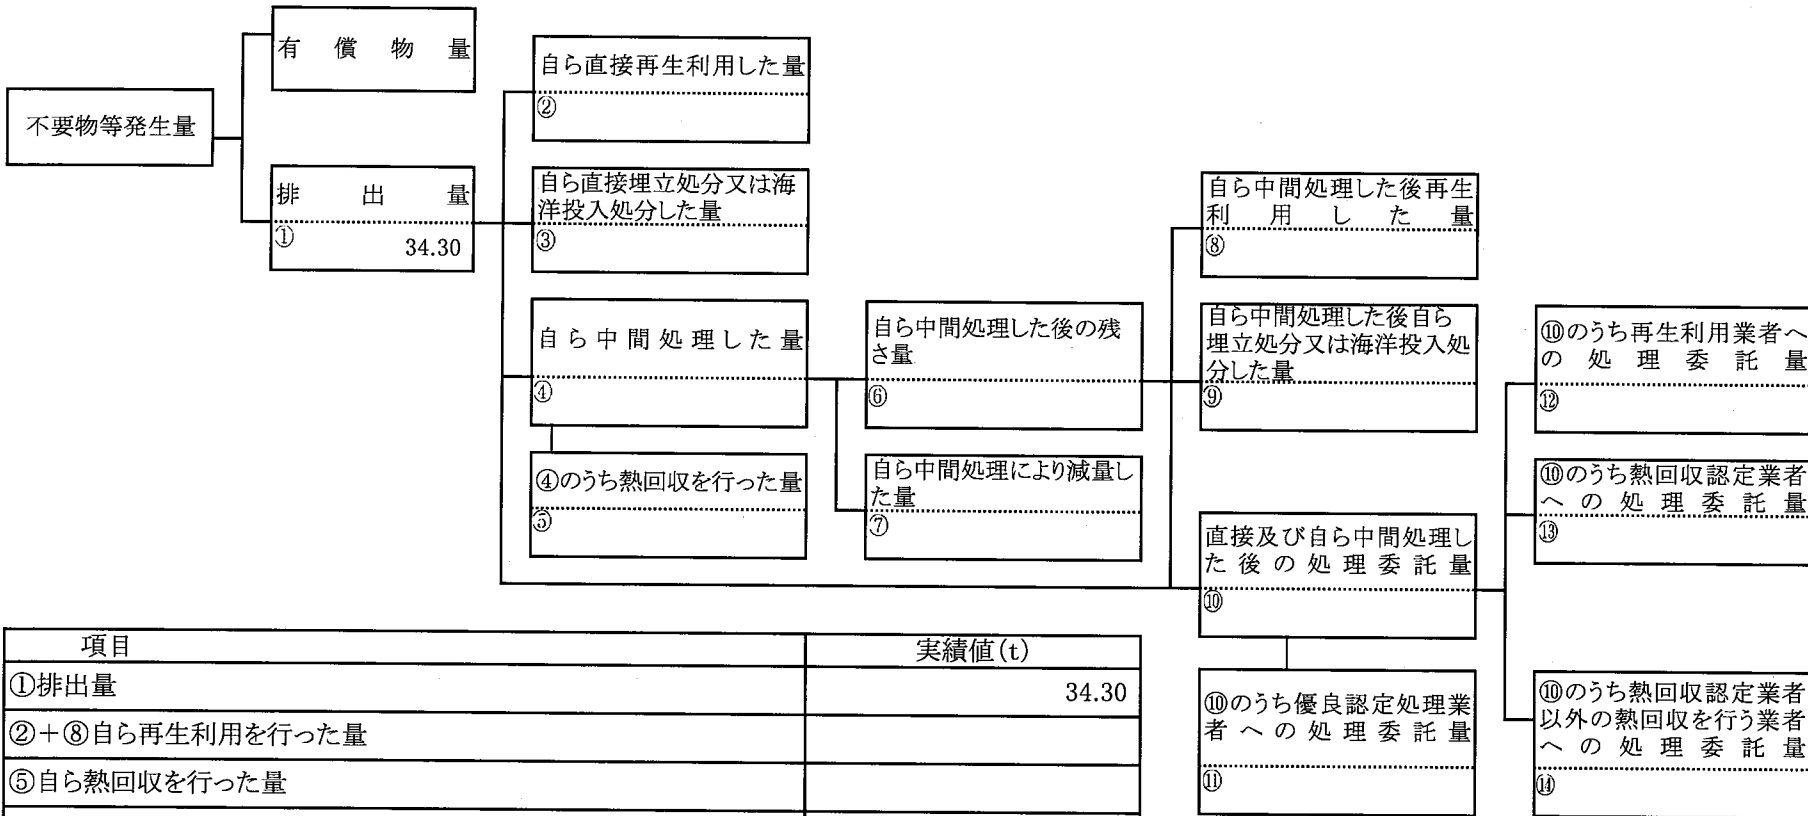 有償物量
不要物等発生量
排出量
①
34.30
自ら直接再生利用した量
②
自ら直接埋立処分又は海
洋投入処分した量
③
自ら中間処理した量
④
④のうち熱回収を行った量
⑤
自ら中間処理した後の残
さ量
⑥
自ら中間処理により減量し
た量
⑦
自ら中間処理した後再生
利用した量
⑧
自ら中間処理した後自ら
埋立処分又は海洋投入処
分した量
⑨
直接及び自ら中間処理し
た後の処理委託量
⑩
⑩のうち優良認定処理業
者への処理委託量
⑪
⑩のうち再生利用業者へ
の処理委託量
⑫
⑩のうち熱回収認定業者
への処理委託量
⑬
⑩のうち熱回収認定業者
以外の熱回収を行う業者
への処理委託量
⑭
項目 実績値(t)
①排出量 34.30
②+⑧自ら再生利用を行った量
⑤自ら熱回収を行った量